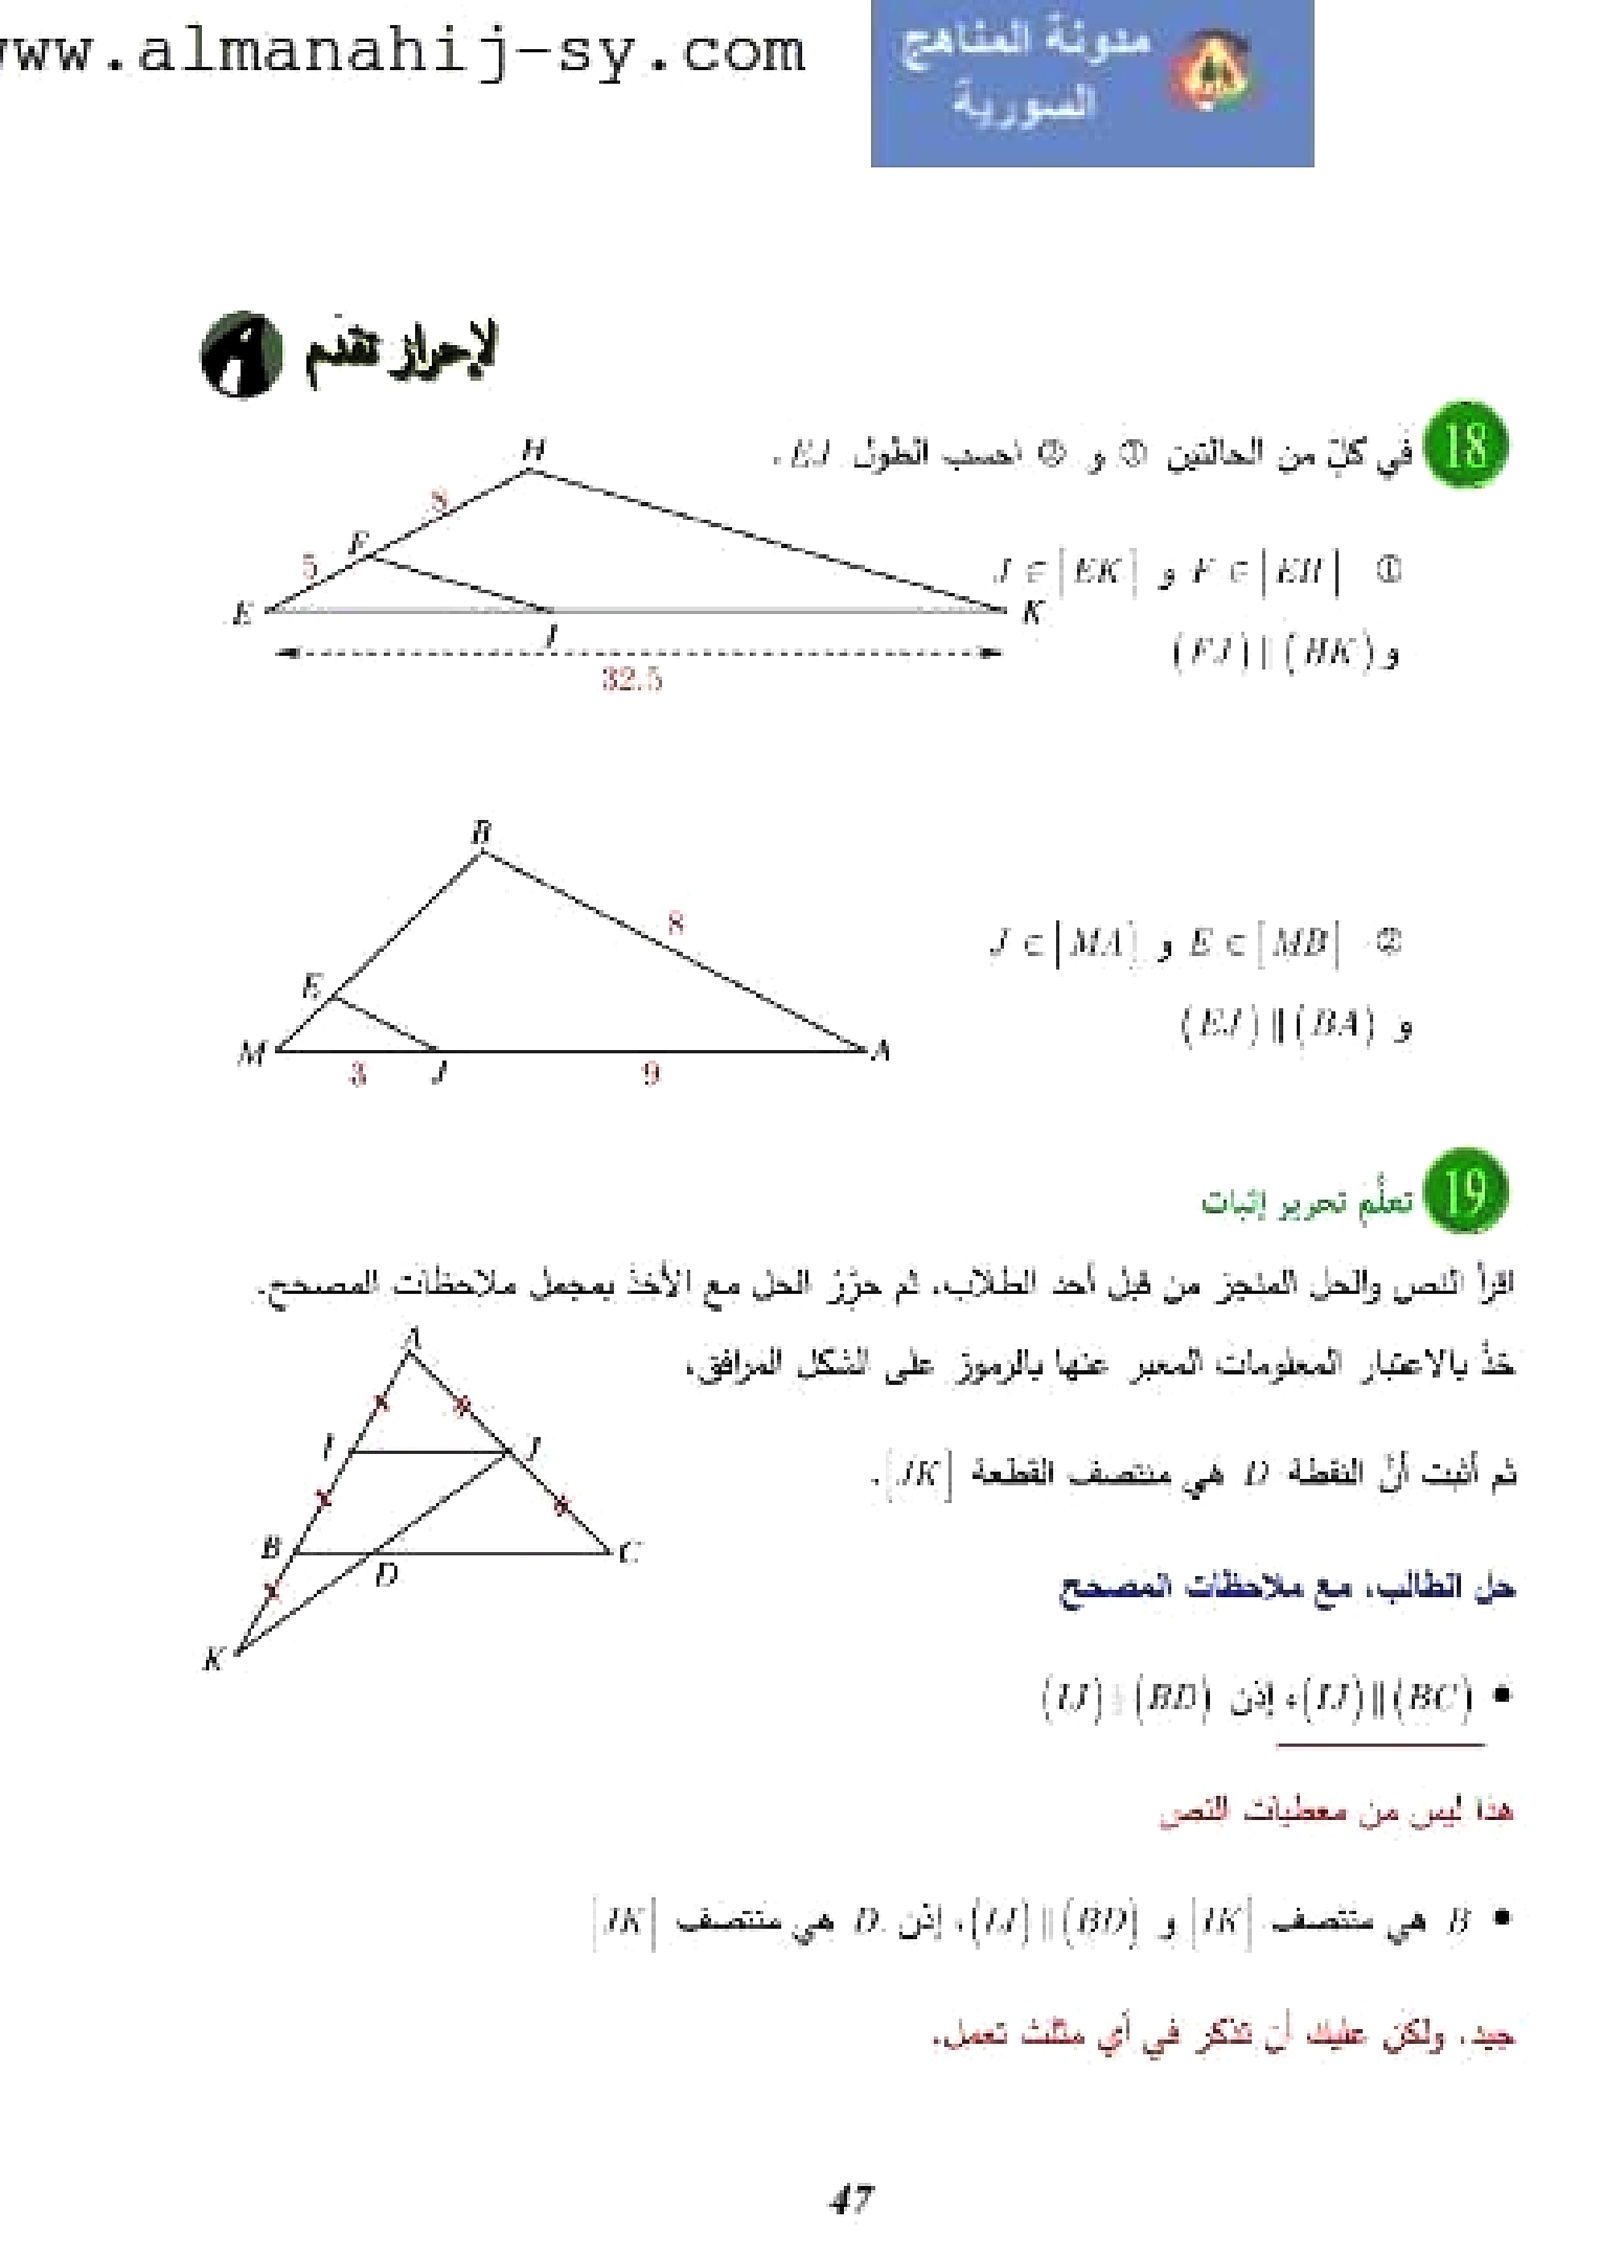 www.almanahij-sy.com
مدونة المناهج
السورية
لإحراز تقدم
18 في كلّ من الحالتين ① و ② احسب الطول EJ.
① F ∈ [EH] و J ∈ [EK]
و (FJ) ∥ (HK)
H
8
F
5
E
J
K
32.5
② E ∈ [MB] و J ∈ [MA]
و (EJ) ∥ (BA)
B
8
E
M
3
J
9
A
19 تعلَّم تحرير إثبات
اقرأ النص والحل المنجز من قبل أحد الطلاب، ثم حرّرْ الحل مع الأخذ بمجمل ملاحظات المصحح.
خذْ بالاعتبار المعلومات المعبر عنها بالرموز على الشكل المرافق،
ثم أثبت أنَّ النقطة D هي منتصف القطعة [JK].
A
I
J
B
D
C
K
حل الطالب، مع ملاحظات المصحح
• (IJ) ∥ (BC)، إذن (IJ) ∥ (BD)
هذا ليس من معطيات النص
• B هي منتصف [IK] و (IJ) ∥ (BD)، إذن D هي منتصف [JK]
جيد، ولكن عليك أن تذكر في أي مثلث تعمل.
47